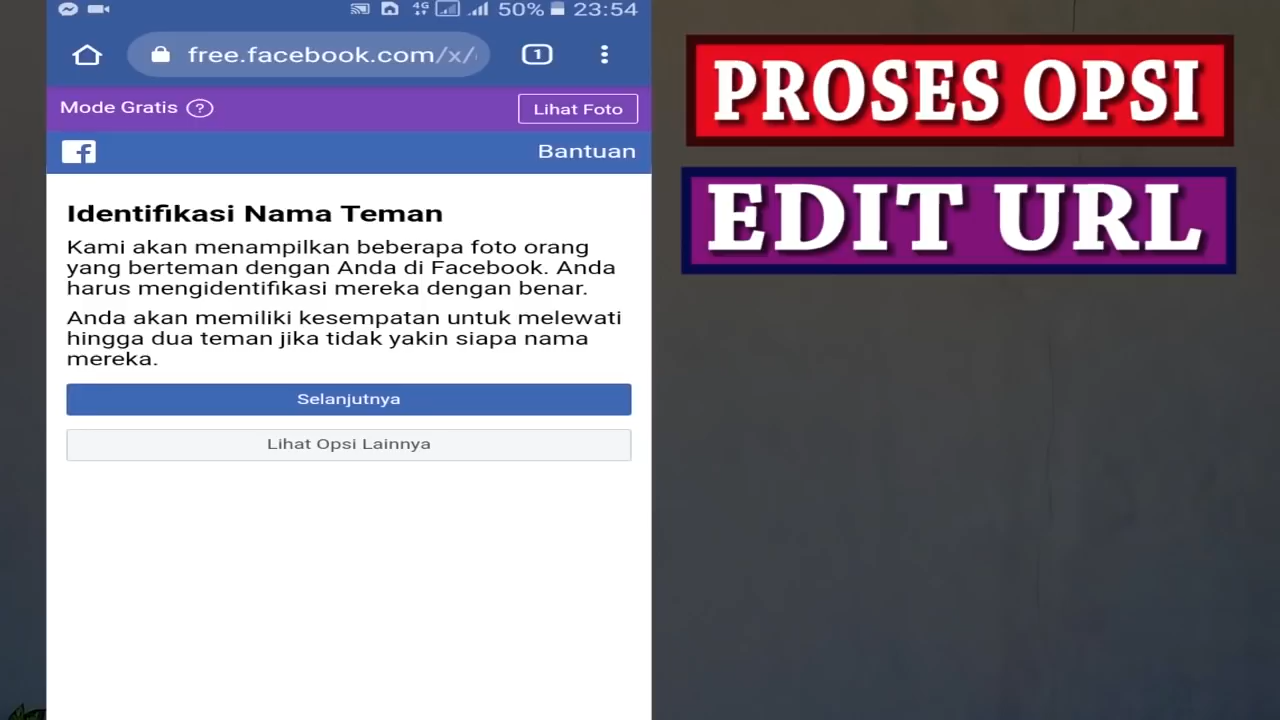 4G 50% 23:54
free.facebook.com/x/
1
Mode Gratis ? Lihat Foto
f Bantuan
Identifikasi Nama Teman
Kami akan menampilkan beberapa foto orang
yang berteman dengan Anda di Facebook. Anda
harus mengidentifikasi mereka dengan benar.
Anda akan memiliki kesempatan untuk melewati
hingga dua teman jika tidak yakin siapa nama
mereka.
Selanjutnya
Lihat Opsi Lainnya
PROSES OPSI
EDIT URL